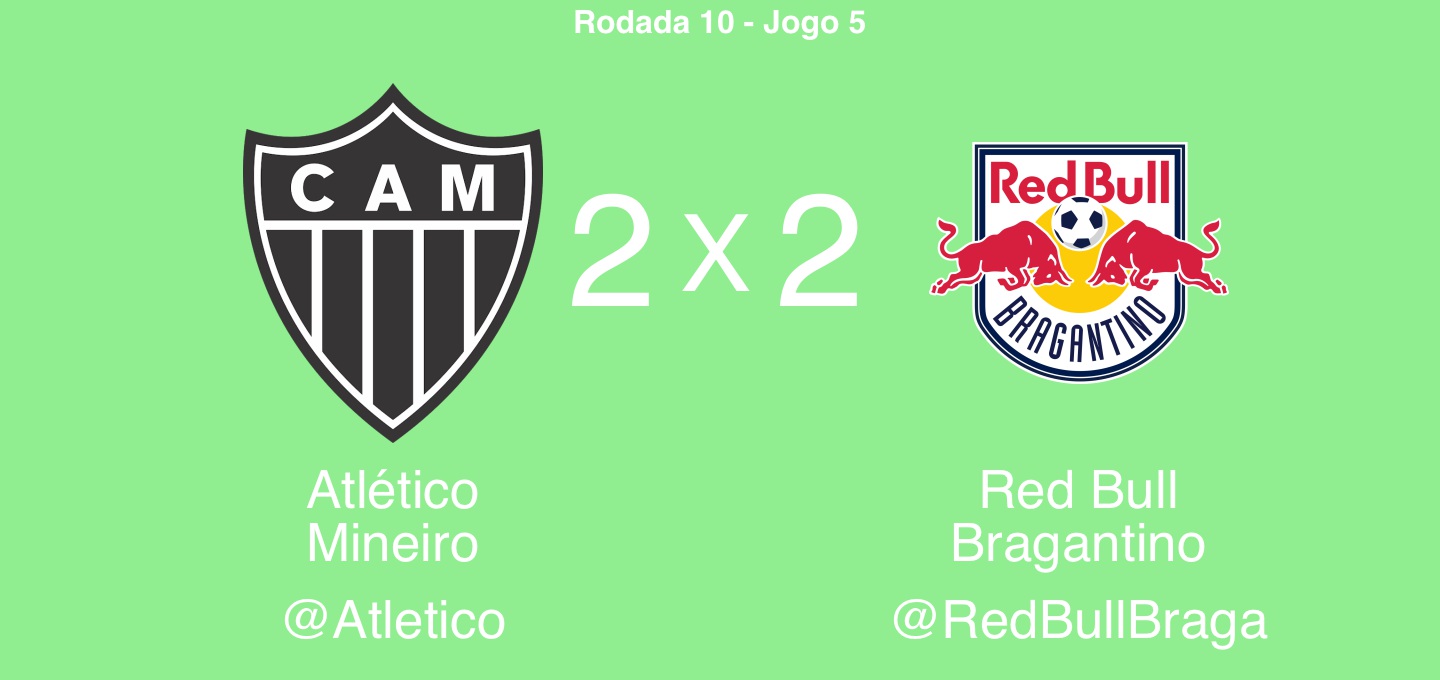 Rodada 10 - Jogo 5
C A M
2 x 2
Red Bull
BRAGANTINO
Atlético
Mineiro
Red Bull
Bragantino
@Atletico
@RedBullBraga